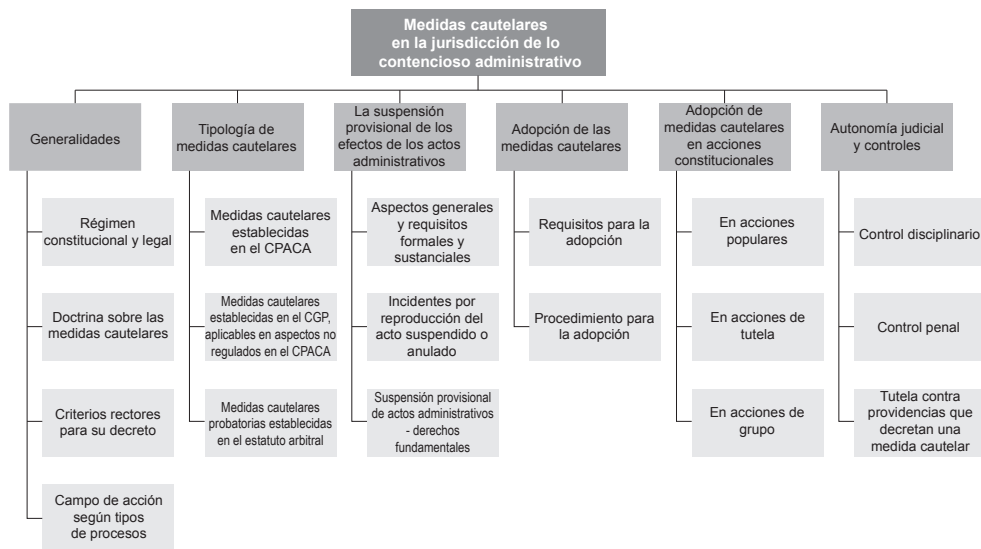 Medidas cautelares
en la jurisdicción de lo
contencioso administrativo
Generalidades
Tipología de
medidas cautelares
La suspensión
provisional de los
efectos de los actos
administrativos
Adopción de las
medidas cautelares
Adopción de
medidas cautelares
en acciones
constitucionales
Autonomía judicial
y controles
Régimen
constitucional y legal
Medidas cautelares
establecidas
en el CPACA
Aspectos generales
y requisitos
formales y
sustanciales
Requisitos para la
adopción
En acciones
populares
Control disciplinario
Doctrina sobre las
medidas cautelares
Medidas cautelares
establecidas en el CGP,
aplicables en aspectos no
regulados en el CPACA
Incidentes por
reproducción del
acto suspendido o
anulado
Procedimiento para
la adopción
En acciones de
tutela
Control penal
Criterios rectores
para su decreto
Medidas cautelares
probatorias establecidas
en el estatuto arbitral
Suspensión provisional
de actos administrativos
- derechos
fundamentales
En acciones de
grupo
Tutela contra
providencias que
decretan una
medida cautelar
Campo de acción
según tipos
de procesos